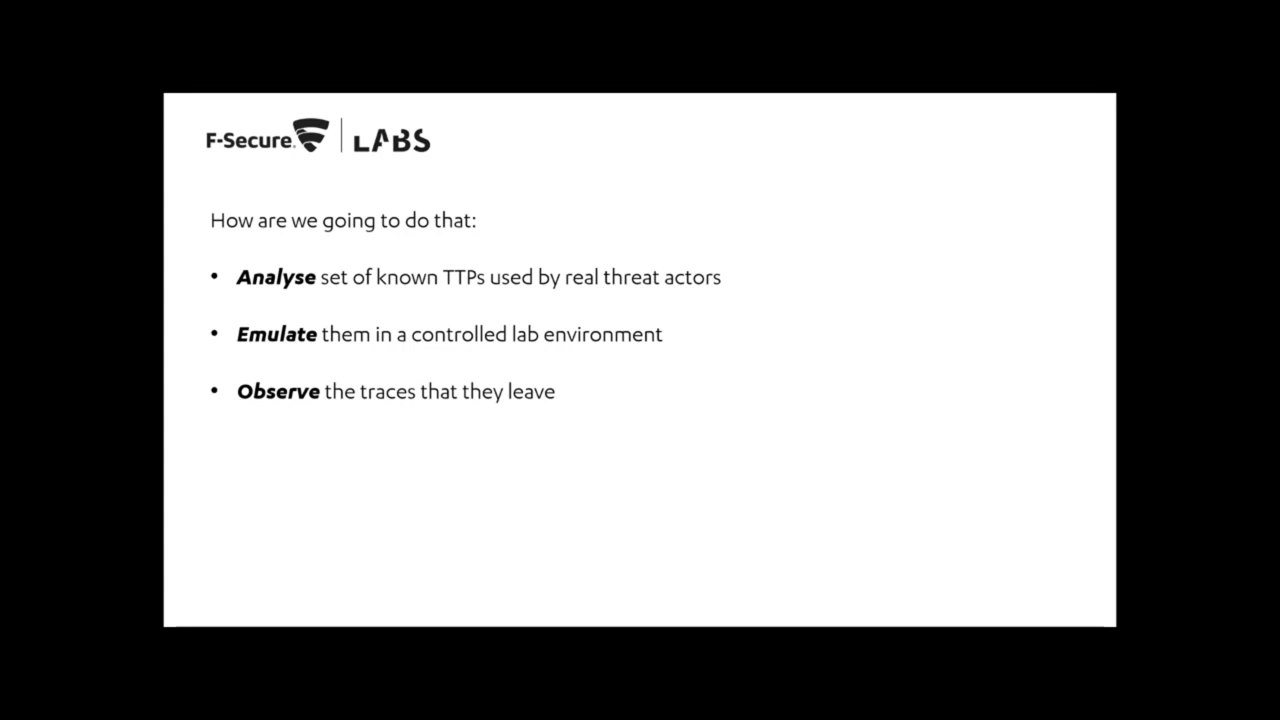 F-Secure. LABS
How are we going to do that:
• Analyse set of known TTPs used by real threat actors
• Emulate them in a controlled lab environment
• Observe the traces that they leave